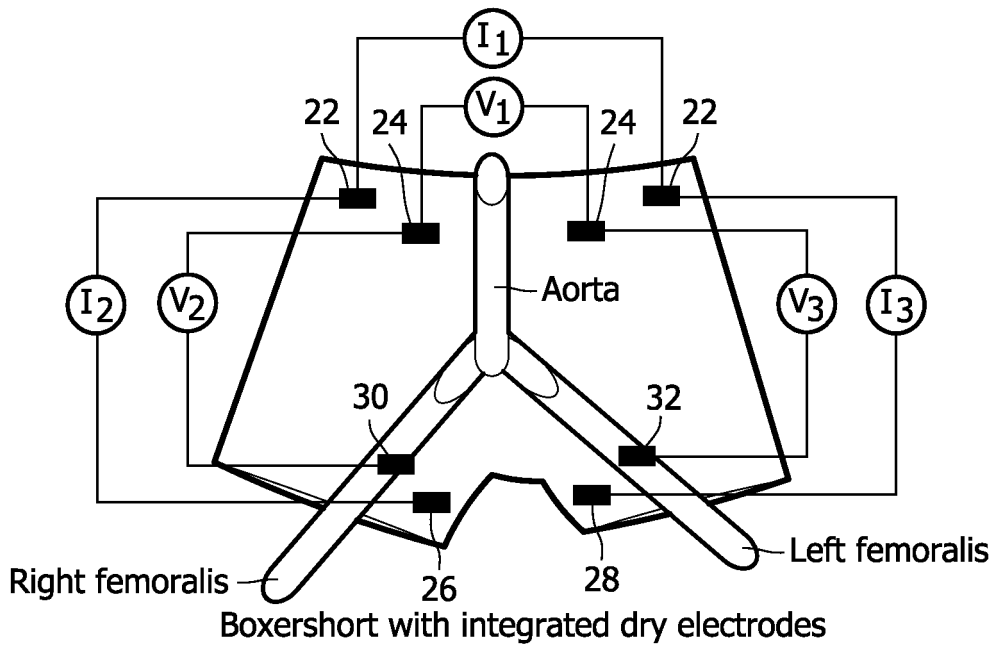 I1
V1
22
24
24
22
Aorta
I2
V2
V3
I3
30
32
Right femoralis
26
28
Left femoralis
Boxershort with integrated dry electrodes